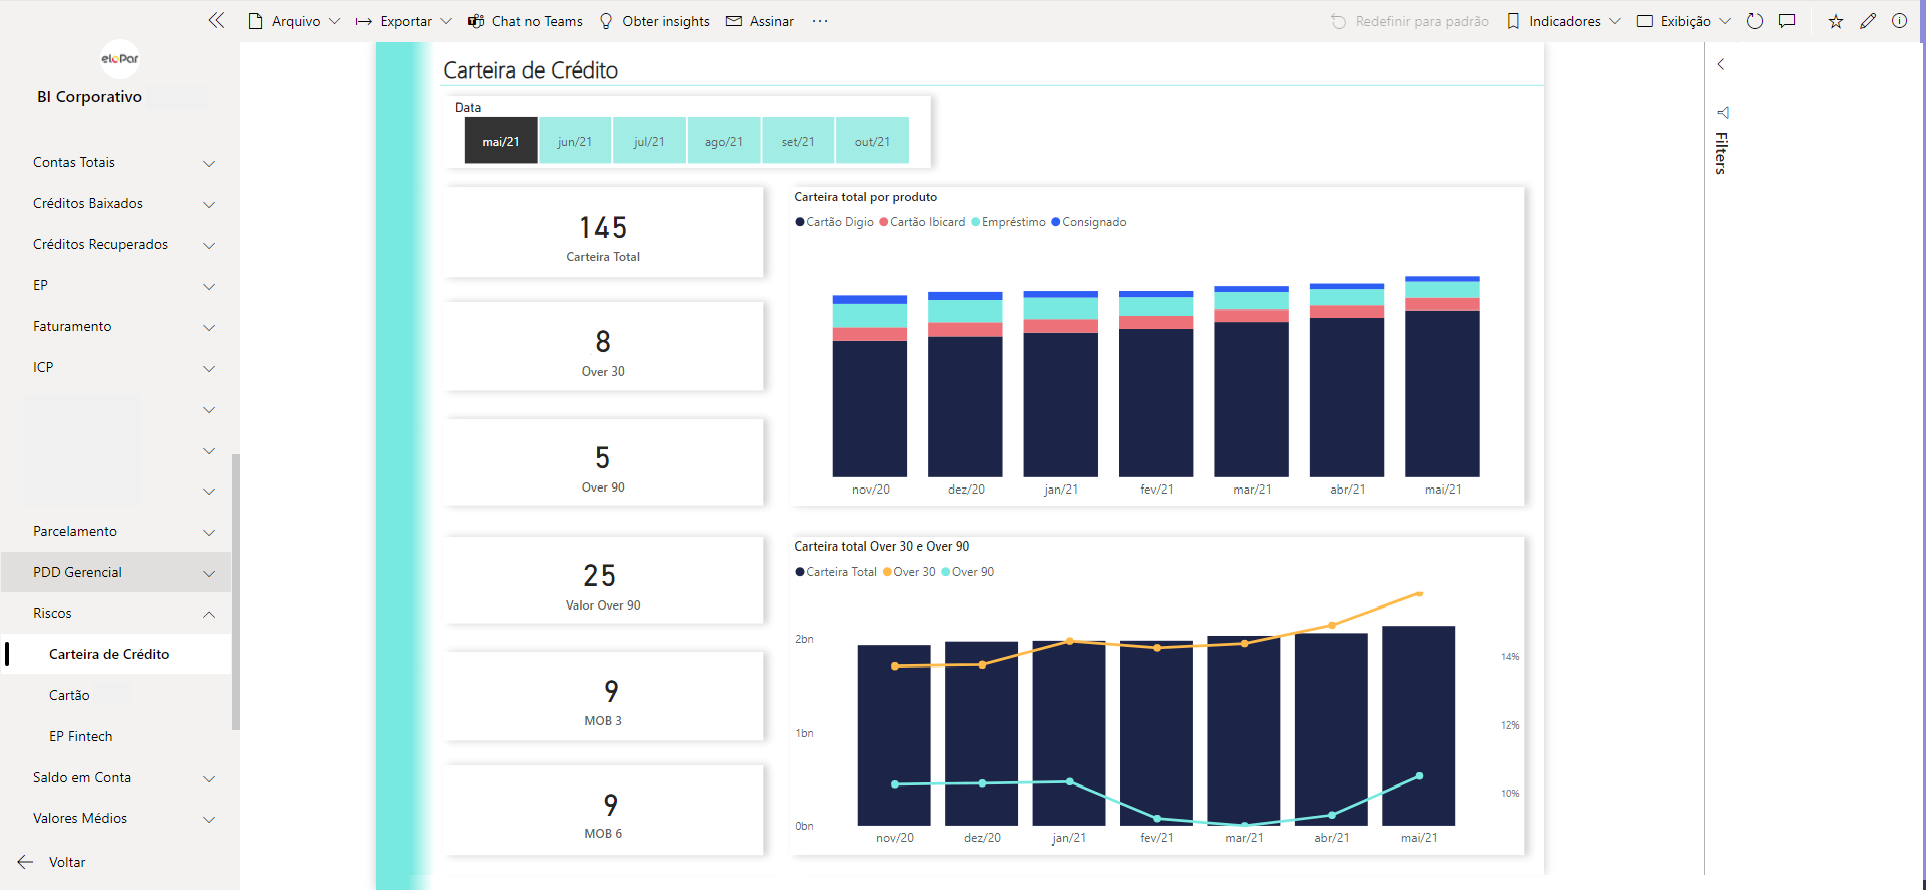 Arquivo
Exportar
Chat no Teams
Obter insights
Assinar
Redefinir para padrão
Indicadores
Exibição
eloPar
BI Corporativo
Contas Totais
Créditos Baixados
Créditos Recuperados
EP
Faturamento
ICP
Parcelamento
PDD Gerencial
Riscos
Carteira de Crédito
Cartão
EP Fintech
Saldo em Conta
Valores Médios
Voltar
Carteira de Crédito
Data
mai/21 jun/21 jul/21 ago/21 set/21 out/21
145
Carteira Total
8
Over 30
5
Over 90
25
Valor Over 90
9
MOB 3
9
MOB 6
Carteira total por produto
Cartão Digio Cartão Ibicard Empréstimo Consignado
nov/20 dez/20 jan/21 fev/21 mar/21 abr/21 mai/21
Carteira total Over 30 e Over 90
Carteira Total Over 30 Over 90
2bn
1bn
0bn
14%
12%
10%
nov/20 dez/20 jan/21 fev/21 mar/21 abr/21 mai/21
Filters